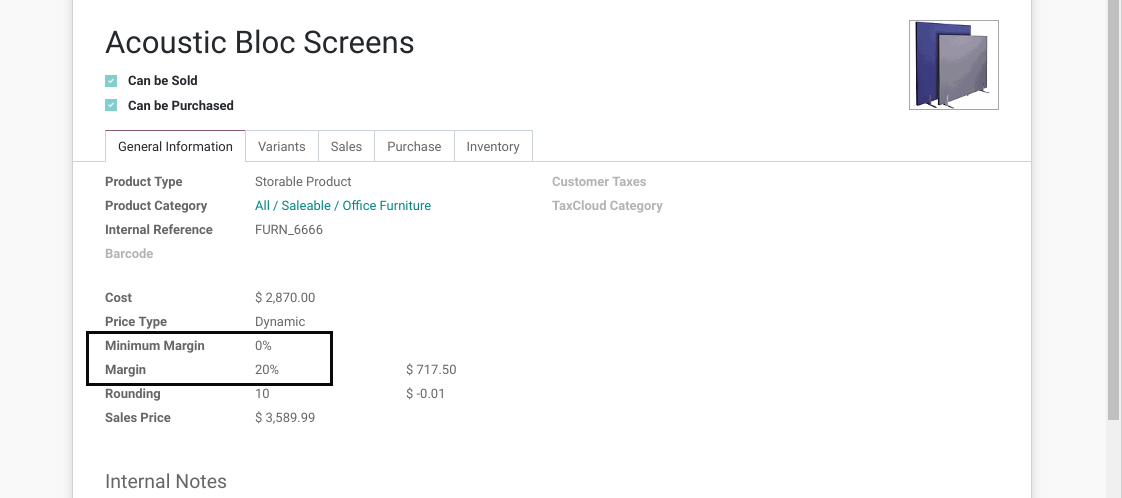 Acoustic Bloc Screens
Can be Sold
Can be Purchased
General Information Variants Sales Purchase Inventory
Product Type Storable Product Customer Taxes
Product Category All / Saleable / Office Furniture TaxCloud Category
Internal Reference FURN_6666
Barcode
Cost $ 2,870.00
Price Type Dynamic
Minimum Margin 0%
Margin 20% $ 717.50
Rounding 10 $ -0.01
Sales Price $ 3,589.99
Internal Notes